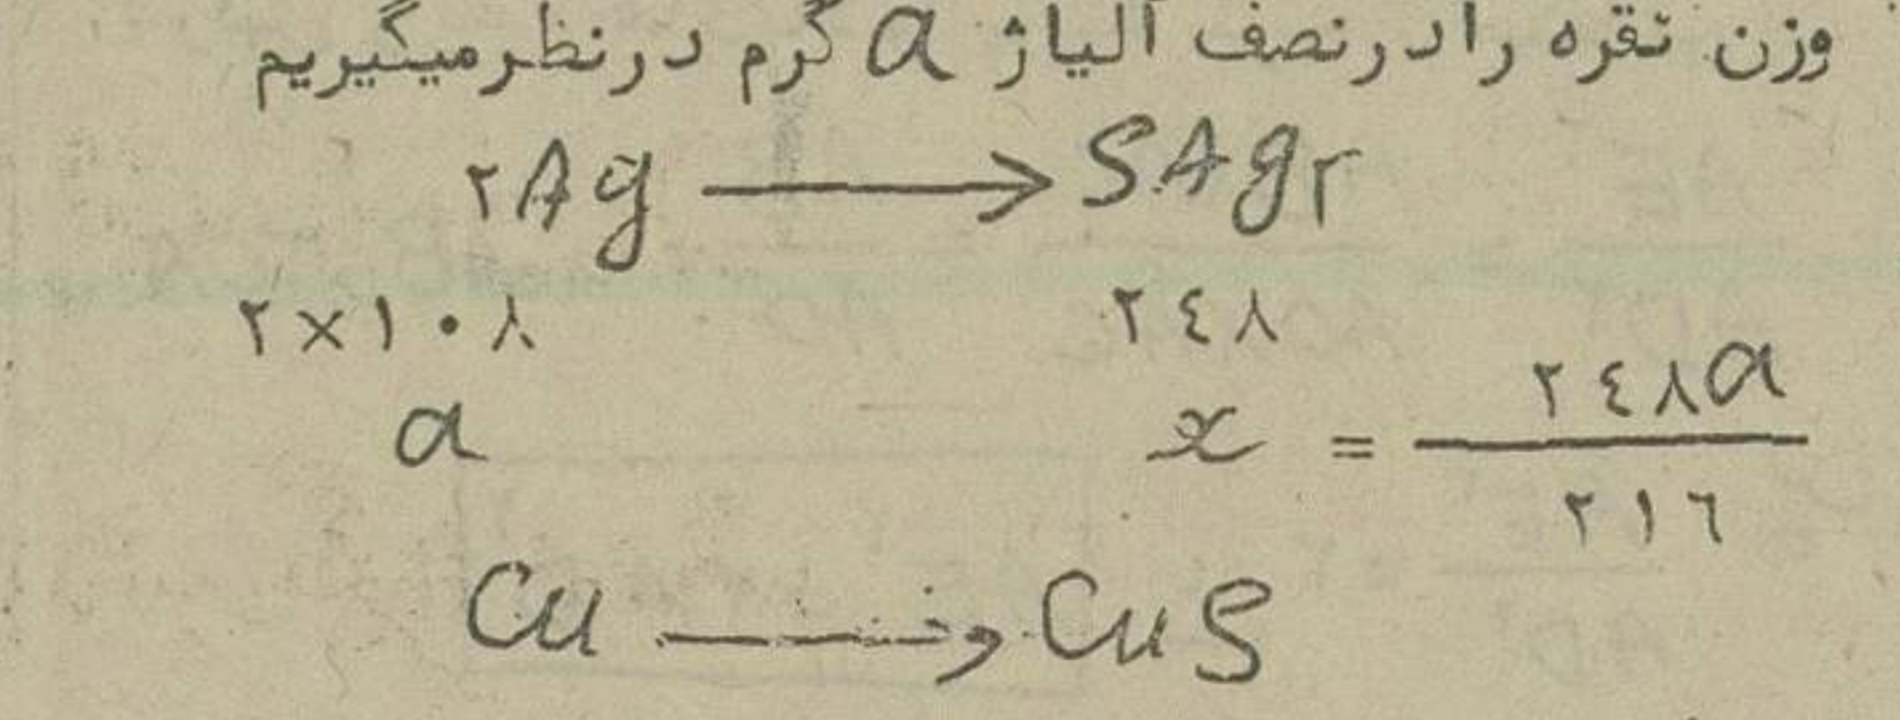 وزن نقره را در نصف آلیاژ a گرم در نظر میگیریم
۲Ag ⟶ SAg۲
۲×۱۰۸ ۲٤۸
a x = ۲٤۸a / ۲۱٦
Cu ⟶ CuS